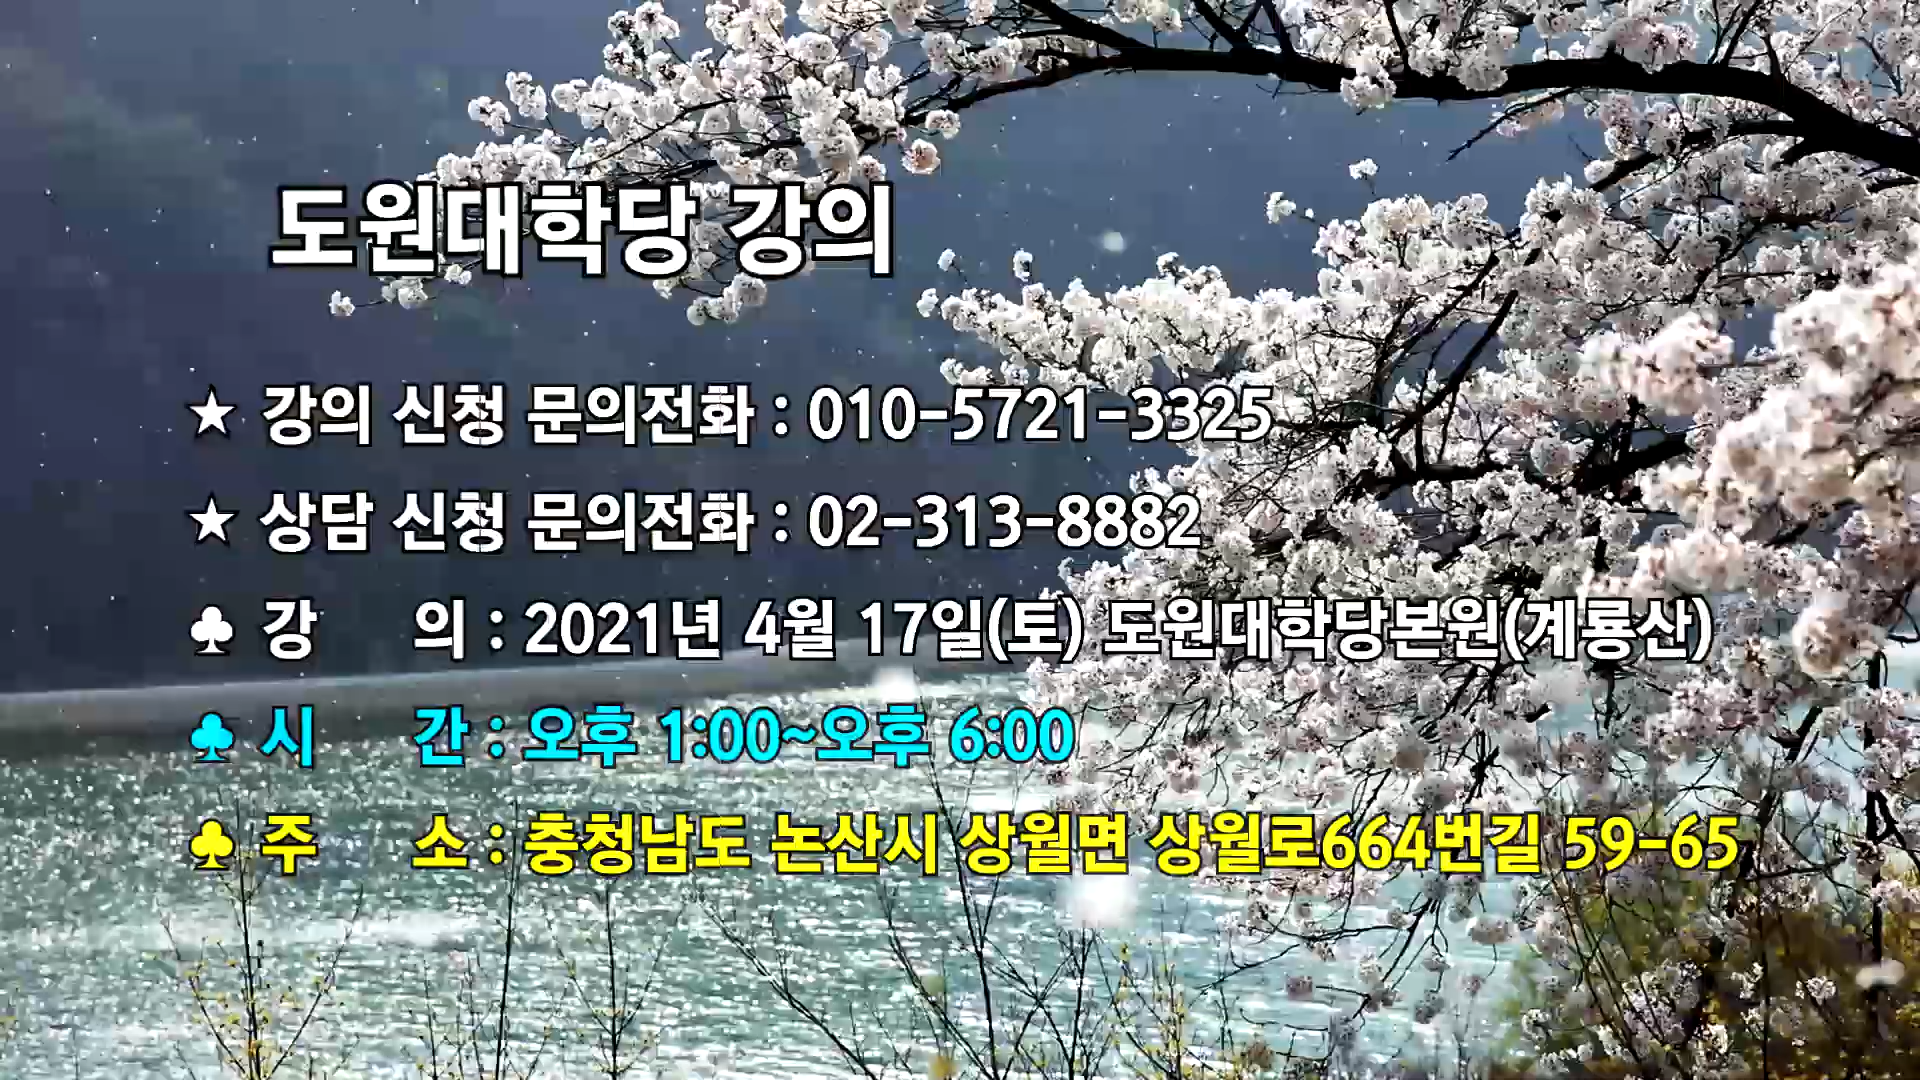 도원대학당 강의
★ 강의 신청 문의전화 : 010-5721-3325
★ 상담 신청 문의전화 : 02-313-8882
♣ 강 의 : 2021년 4월 17일(토) 도원대학당본원(계룡산)
♣ 시 간 : 오후 1:00~오후 6:00
♣ 주 소 : 충청남도 논산시 상월면 상월로664번길 59-65